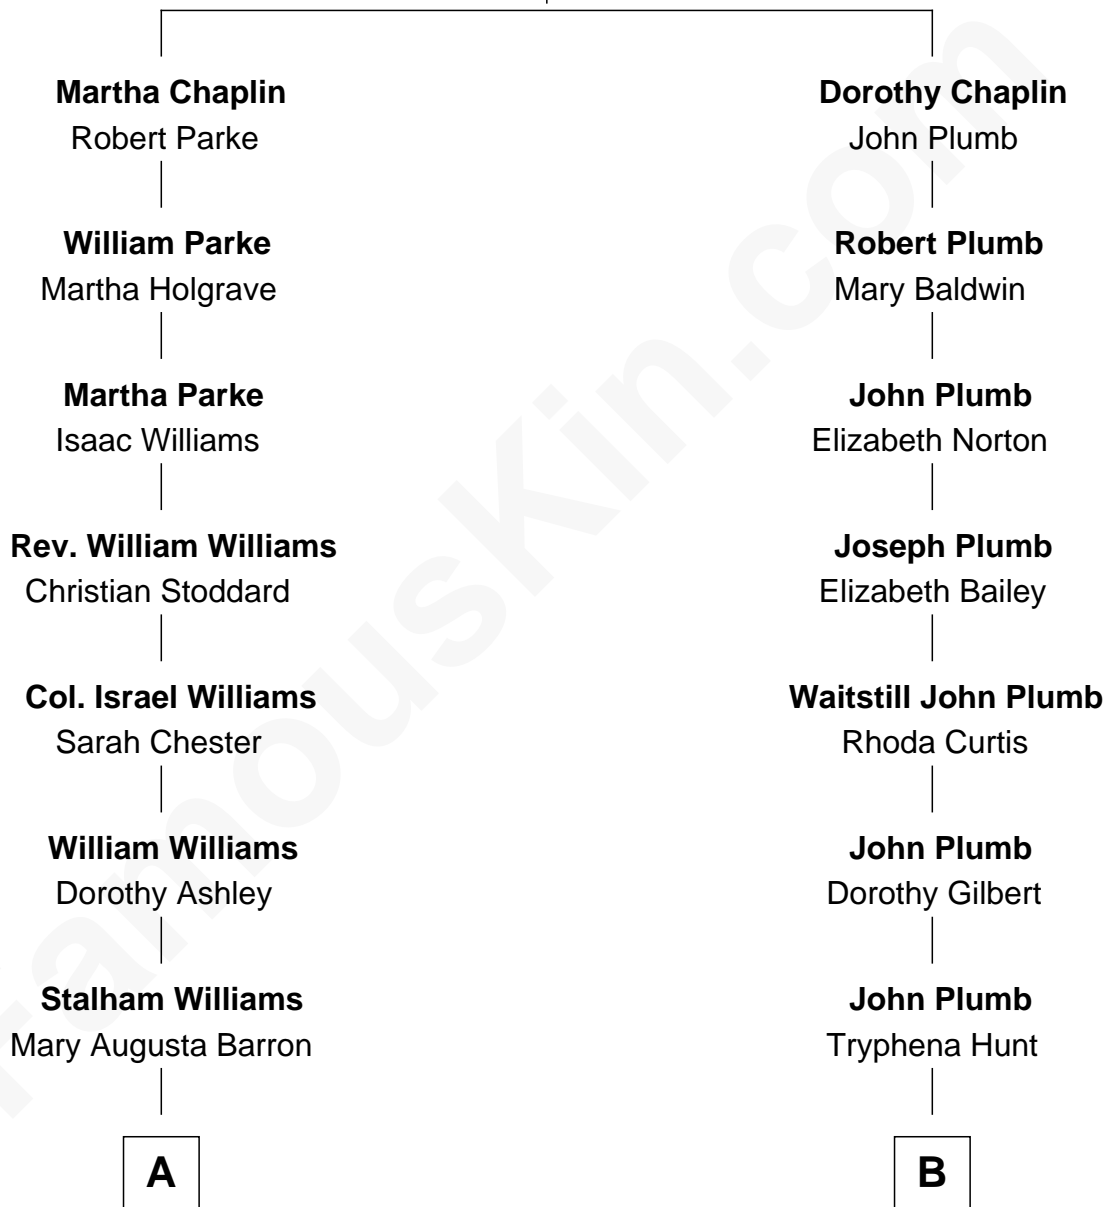 Martha Chaplin
Robert Parke
William Parke
Martha Holgrave
Martha Parke
Isaac Williams
Rev. William Williams
Christian Stoddard
Col. Israel Williams
Sarah Chester
William Williams
Dorothy Ashley
Stalham Williams
Mary Augusta Barron
A
Dorothy Chaplin
John Plumb
Robert Plumb
Mary Baldwin
John Plumb
Elizabeth Norton
Joseph Plumb
Elizabeth Bailey
Waitstill John Plumb
Rhoda Curtis
John Plumb
Dorothy Gilbert
John Plumb
Tryphena Hunt
B
FamousKin.com